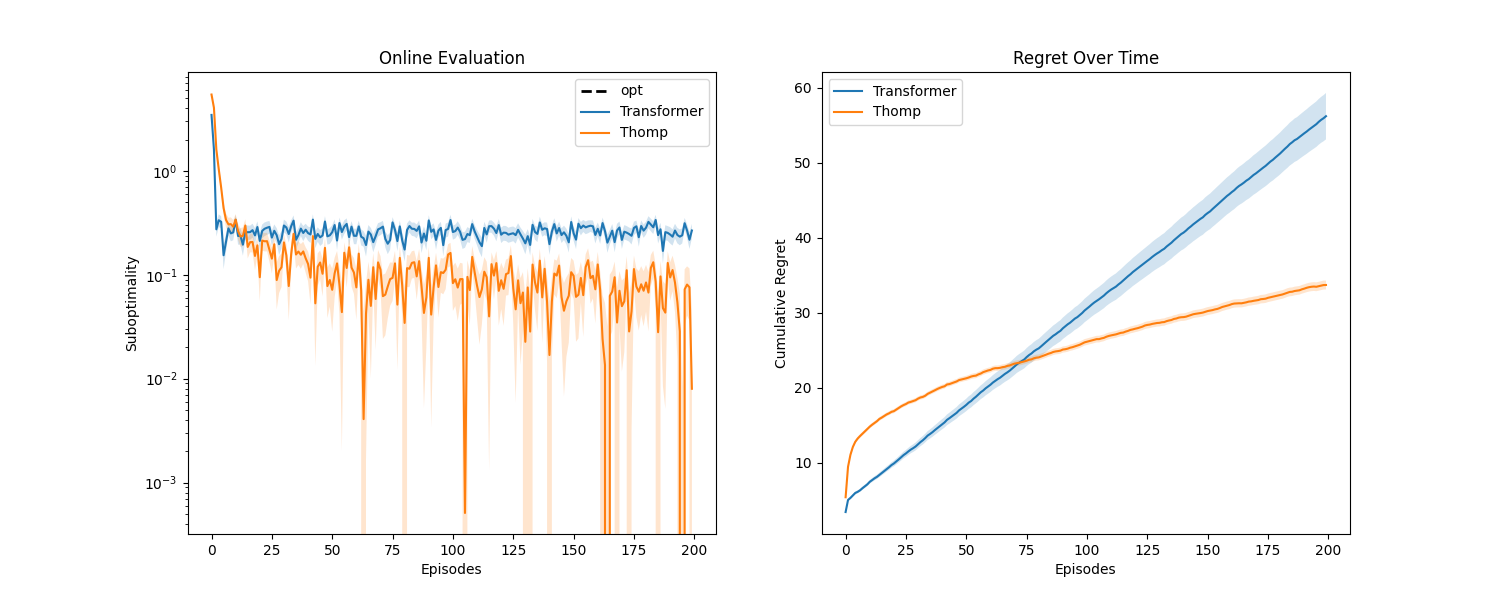 Online Evaluation
opt
Transformer
Thomp
10^0
10^−1
10^−2
10^−3
Suboptimality
0 25 50 75 100 125 150 175 200
Episodes
Regret Over Time
Transformer
Thomp
60
50
40
30
20
10
Cumulative Regret
0 25 50 75 100 125 150 175 200
Episodes